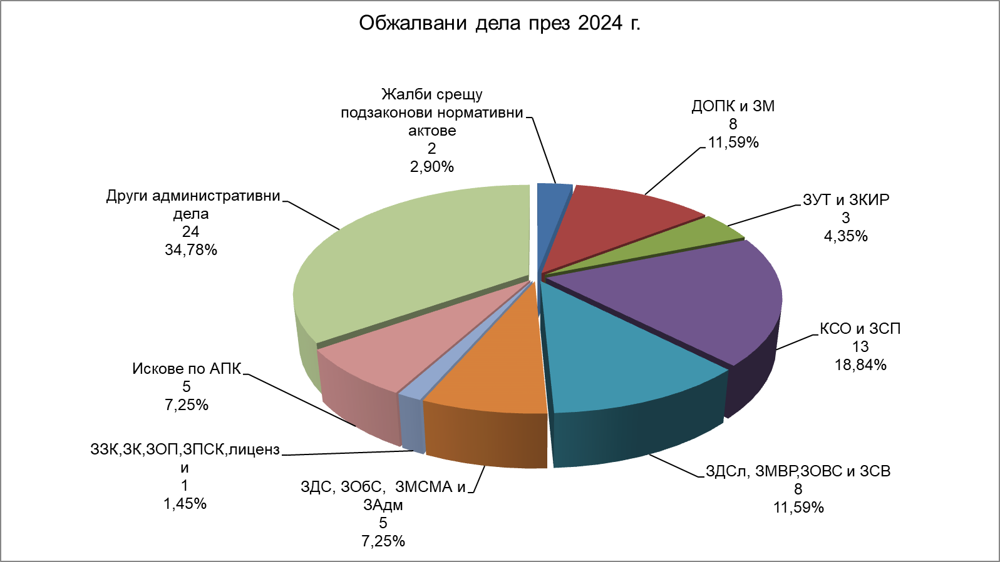 Обжалвани дела през 2024 г.
Жалби срещу
подзаконови нормативни
актове
2
2,90%
ДОПК и ЗМ
8
11,59%
ЗУТ и ЗКИР
3
4,35%
КСО и ЗСП
13
18,84%
ЗДСл, ЗМВР,ЗОВС и ЗСВ
8
11,59%
ЗДС, ЗОбС,  ЗМСМА и
ЗАдм
5
7,25%
ЗЗК,ЗК,ЗОП,ЗПСК,лиценз
и
1
1,45%
Искове по АПК
5
7,25%
Други административни
дела
24
34,78%